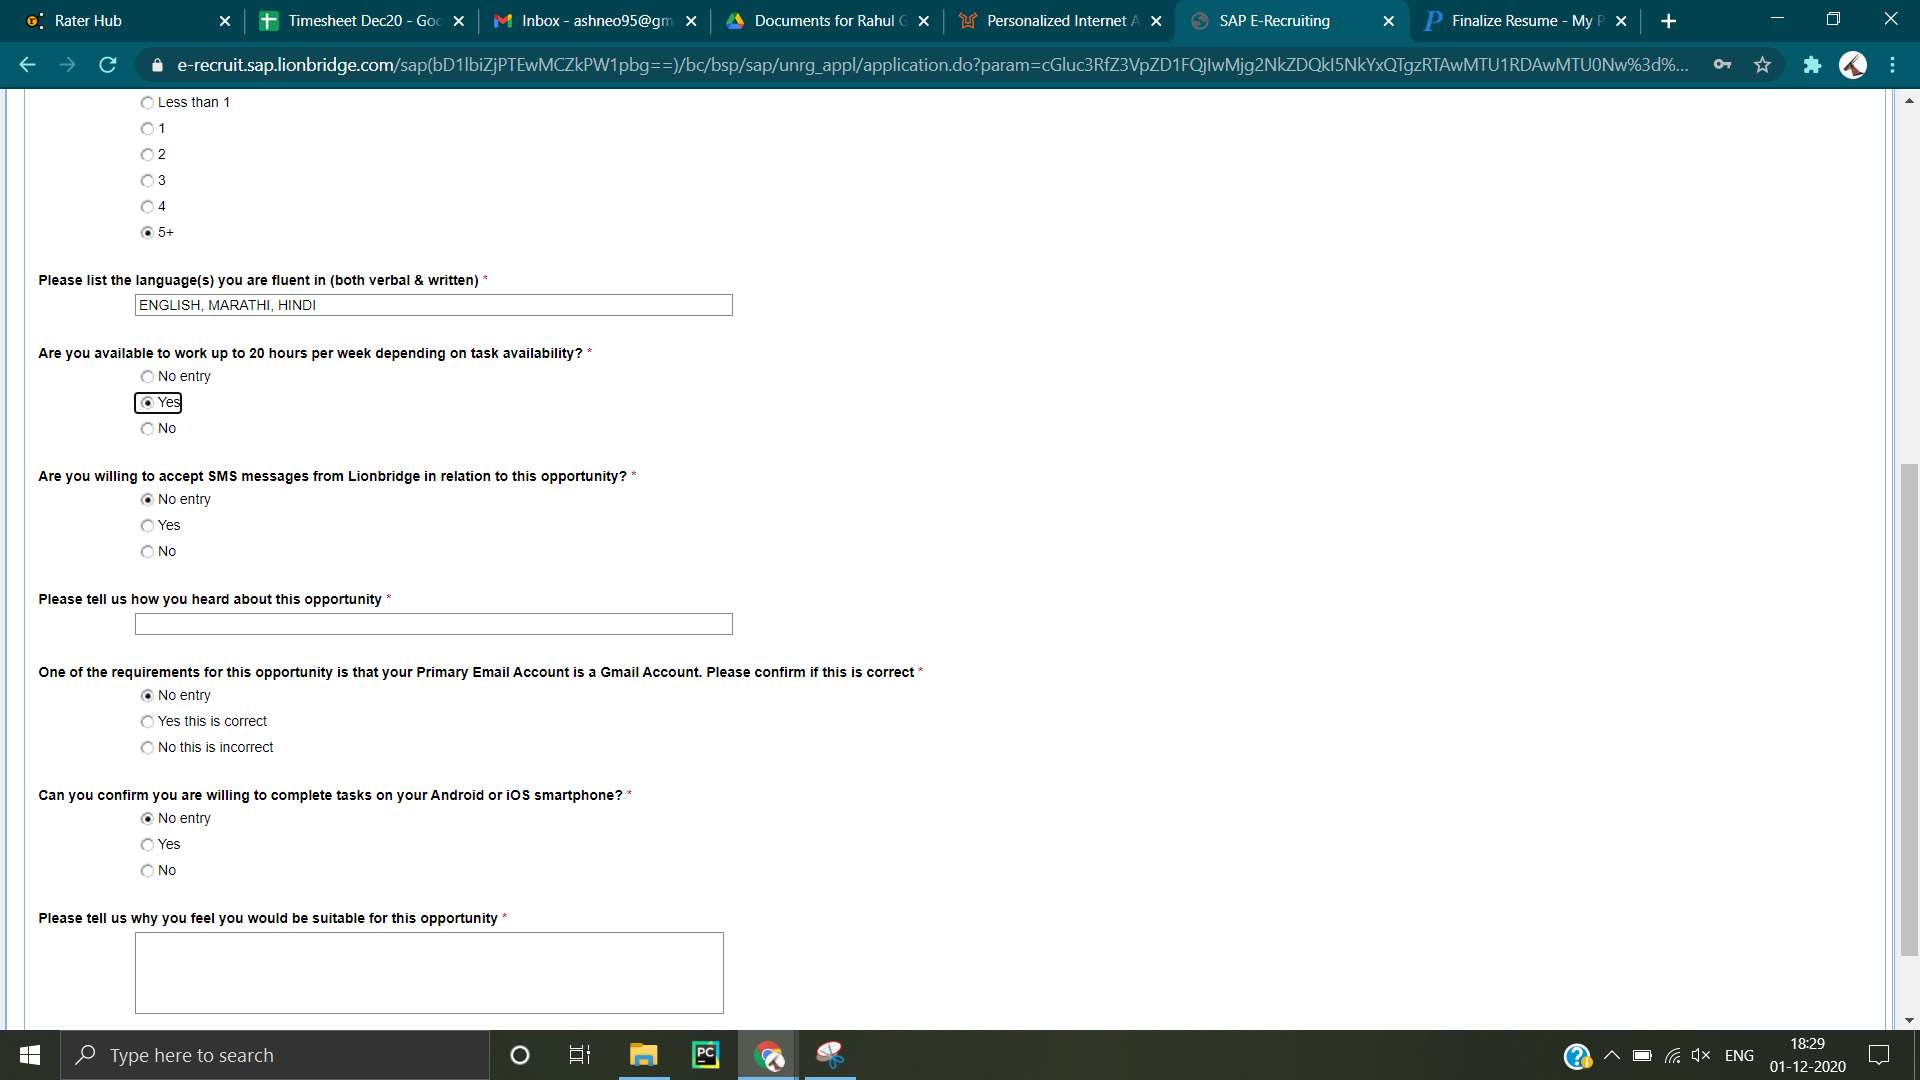 Rater Hub
Timesheet Dec20 - Goo
Inbox - ashneo95@gm
Documents for Rahul G
Personalized Internet A
SAP E-Recruiting
Finalize Resume - My P
e-recruit.sap.lionbridge.com/sap(bD1lbiZjPTEwMCZkPW1pbg==)/bc/bsp/sap/unrg_appl/application.do?param=cGluc3RfZ3VpZD1FQjIwMjg2NkZDQkI5NkYxQTgzRTAwMTU1RDAwMTU0Nw%3d%...
Less than 1
1
2
3
4
5+
Please list the language(s) you are fluent in (both verbal & written) *
ENGLISH, MARATHI, HINDI
Are you available to work up to 20 hours per week depending on task availability? *
No entry
Yes
No
Are you willing to accept SMS messages from Lionbridge in relation to this opportunity? *
No entry
Yes
No
Please tell us how you heard about this opportunity *
One of the requirements for this opportunity is that your Primary Email Account is a Gmail Account. Please confirm if this is correct *
No entry
Yes this is correct
No this is incorrect
Can you confirm you are willing to complete tasks on your Android or iOS smartphone? *
No entry
Yes
No
Please tell us why you feel you would be suitable for this opportunity *
Type here to search
PC
ENG
18:29
01-12-2020